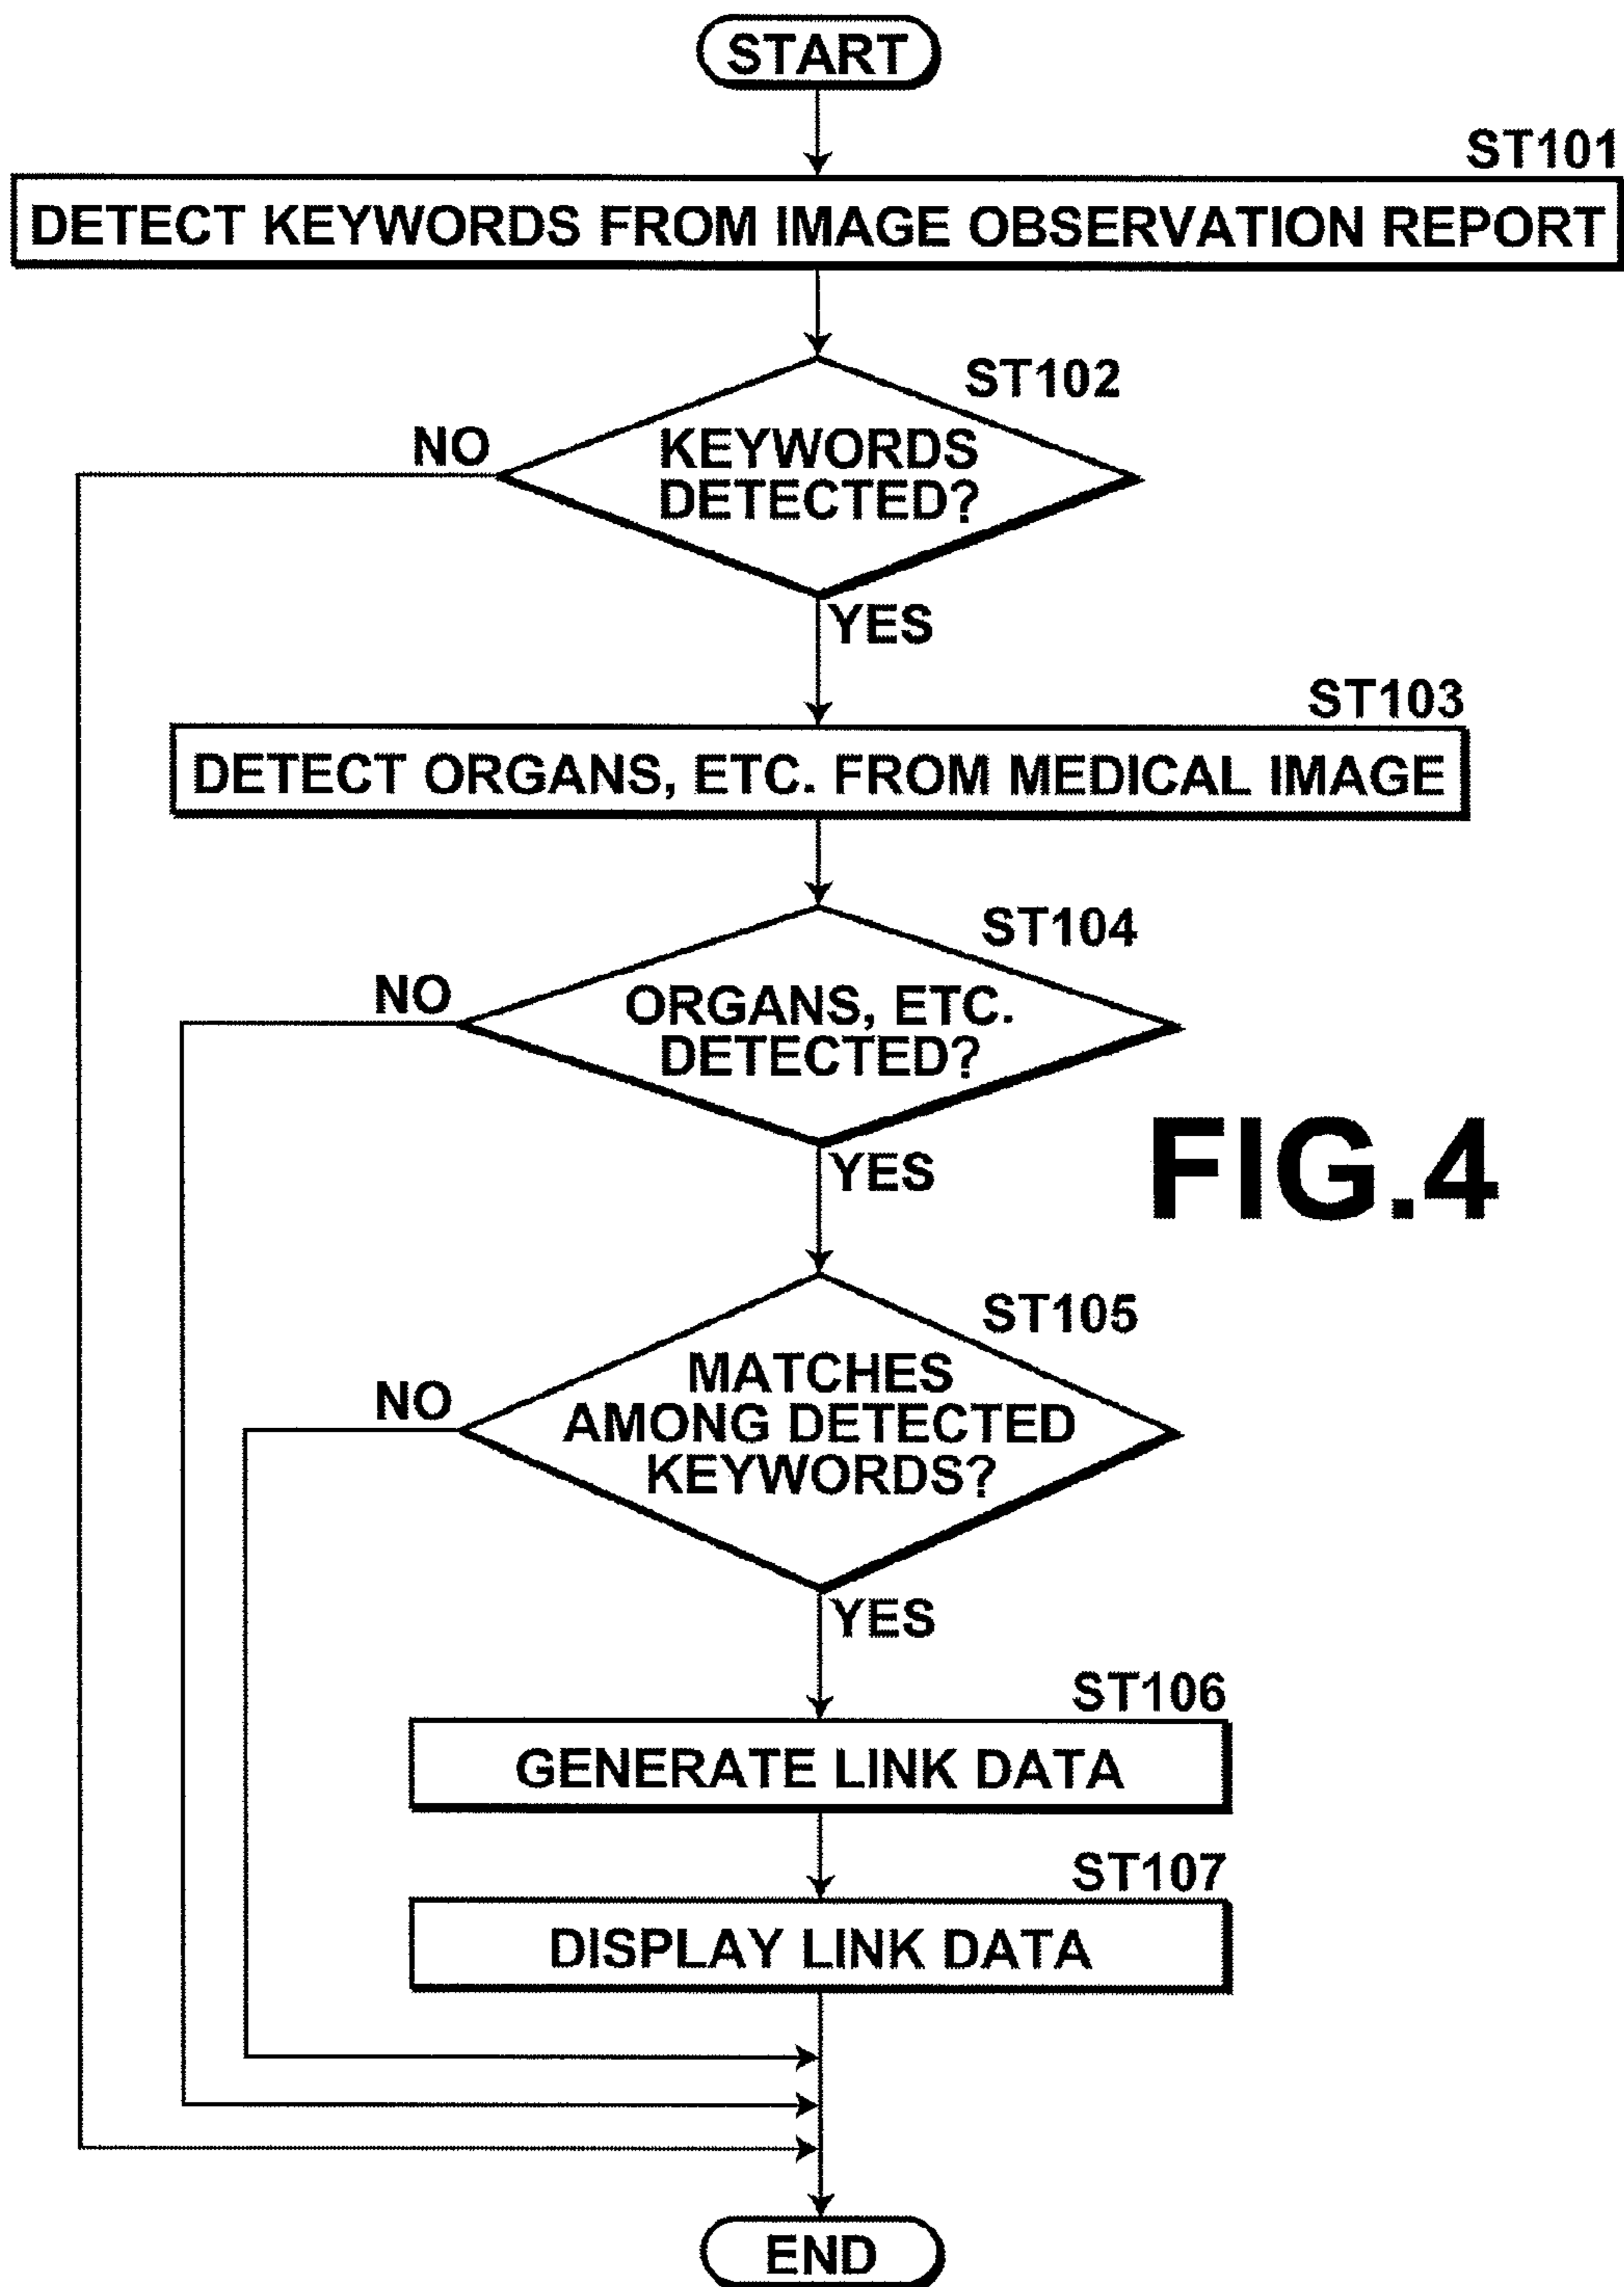 START
ST101
DETECT KEYWORDS FROM IMAGE OBSERVATION REPORT
ST102
NO
KEYWORDS
DETECTED?
YES
ST103
DETECT ORGANS, ETC. FROM MEDICAL IMAGE
ST104
NO
ORGANS, ETC.
DETECTED?
YES
FIG.4
ST105
NO
MATCHES
AMONG DETECTED
KEYWORDS?
YES
ST106
GENERATE LINK DATA
ST107
DISPLAY LINK DATA
END